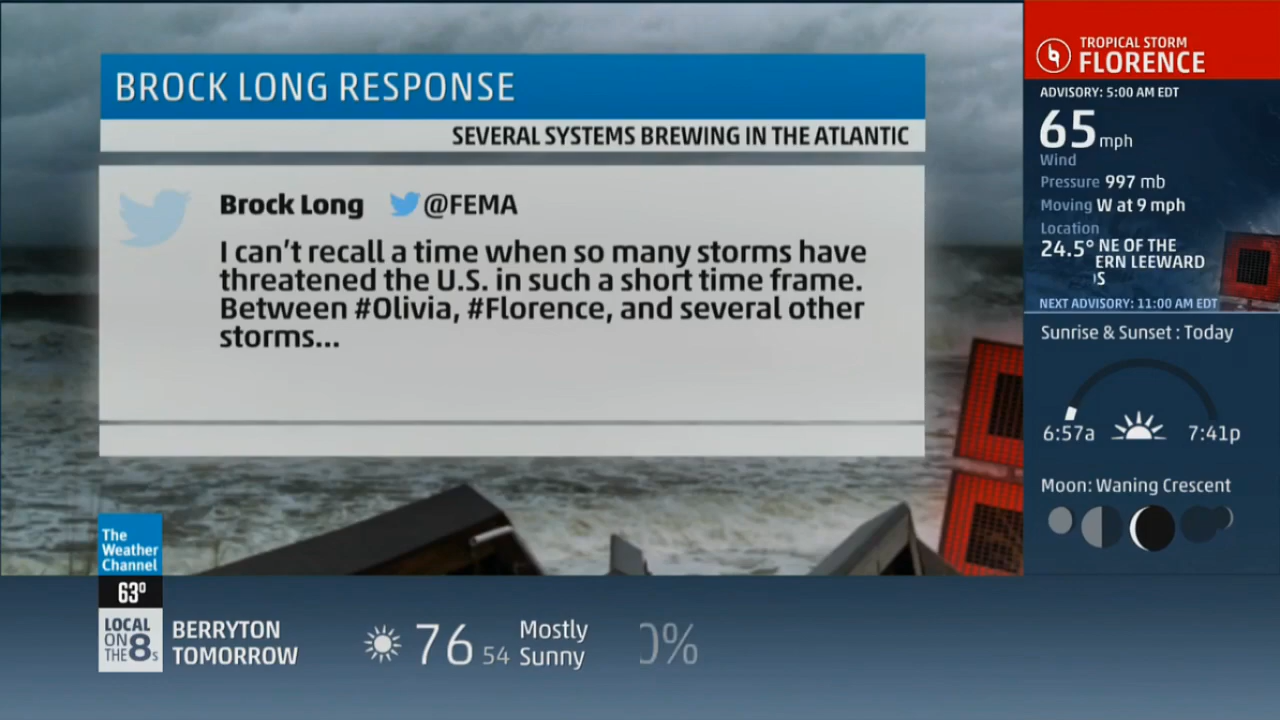 BROCK LONG RESPONSE
SEVERAL SYSTEMS BREWING IN THE ATLANTIC
Brock Long @FEMA
I can't recall a time when so many storms have
threatened the U.S. in such a short time frame.
Between #Olivia, #Florence, and several other
storms...
TROPICAL STORM
FLORENCE
ADVISORY: 5:00 AM EDT
65 mph
Wind
Pressure 997 mb
Moving W at 9 mph
Location
24.5° NE OF THE
ERN LEEWARD
S
NEXT ADVISORY: 11:00 AM EDT
Sunrise & Sunset : Today
6:57a 7:41p
Moon: Waning Crescent
The
Weather
Channel
63°
LOCAL
ON
THE 8s
BERRYTON
TOMORROW
76 54
Mostly
Sunny
0%